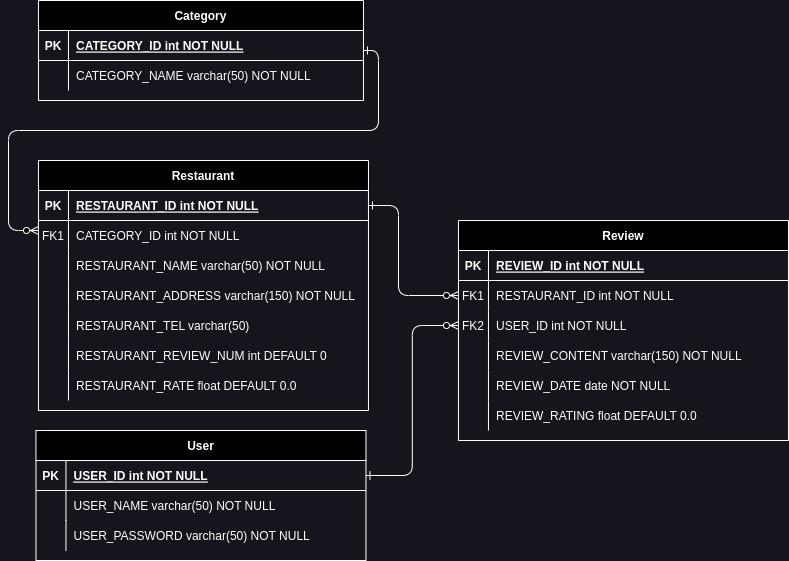 Category
PK CATEGORY_ID int NOT NULL
CATEGORY_NAME varchar(50) NOT NULL
Restaurant
PK RESTAURANT_ID int NOT NULL
FK1 CATEGORY_ID int NOT NULL
RESTAURANT_NAME varchar(50) NOT NULL
RESTAURANT_ADDRESS varchar(150) NOT NULL
RESTAURANT_TEL varchar(50)
RESTAURANT_REVIEW_NUM int DEFAULT 0
RESTAURANT_RATE float DEFAULT 0.0
Review
PK REVIEW_ID int NOT NULL
FK1 RESTAURANT_ID int NOT NULL
FK2 USER_ID int NOT NULL
REVIEW_CONTENT varchar(150) NOT NULL
REVIEW_DATE date NOT NULL
REVIEW_RATING float DEFAULT 0.0
User
PK USER_ID int NOT NULL
USER_NAME varchar(50) NOT NULL
USER_PASSWORD varchar(50) NOT NULL